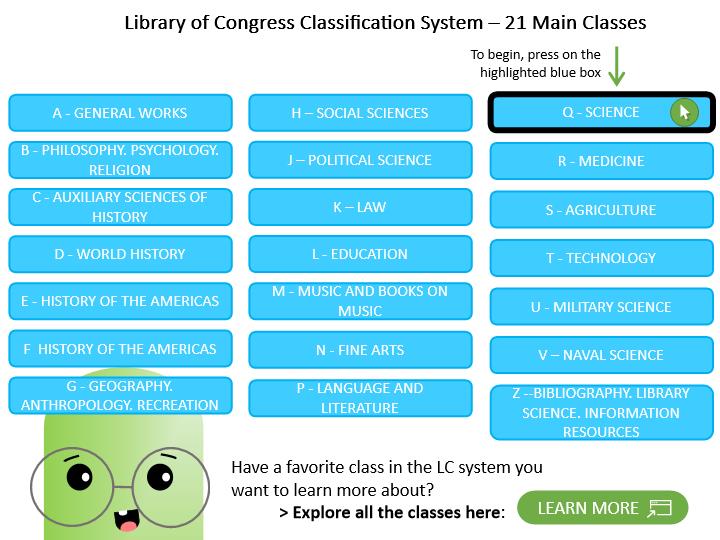 Library of Congress Classification System – 21 Main Classes
To begin, press on the
highlighted blue box
A - GENERAL WORKS
B - PHILOSOPHY. PSYCHOLOGY.
RELIGION
C - AUXILIARY SCIENCES OF
HISTORY
D - WORLD HISTORY
E - HISTORY OF THE AMERICAS
F  HISTORY OF THE AMERICAS
G - GEOGRAPHY.
ANTHROPOLOGY. RECREATION
H – SOCIAL SCIENCES
J – POLITICAL SCIENCE
K – LAW
L - EDUCATION
M - MUSIC AND BOOKS ON
MUSIC
N - FINE ARTS
P - LANGUAGE AND
LITERATURE
Q - SCIENCE
R - MEDICINE
S - AGRICULTURE
T - TECHNOLOGY
U - MILITARY SCIENCE
V – NAVAL SCIENCE
Z --BIBLIOGRAPHY. LIBRARY
SCIENCE. INFORMATION
RESOURCES
Have a favorite class in the LC system you
want to learn more about?
> Explore all the classes here:
LEARN MORE